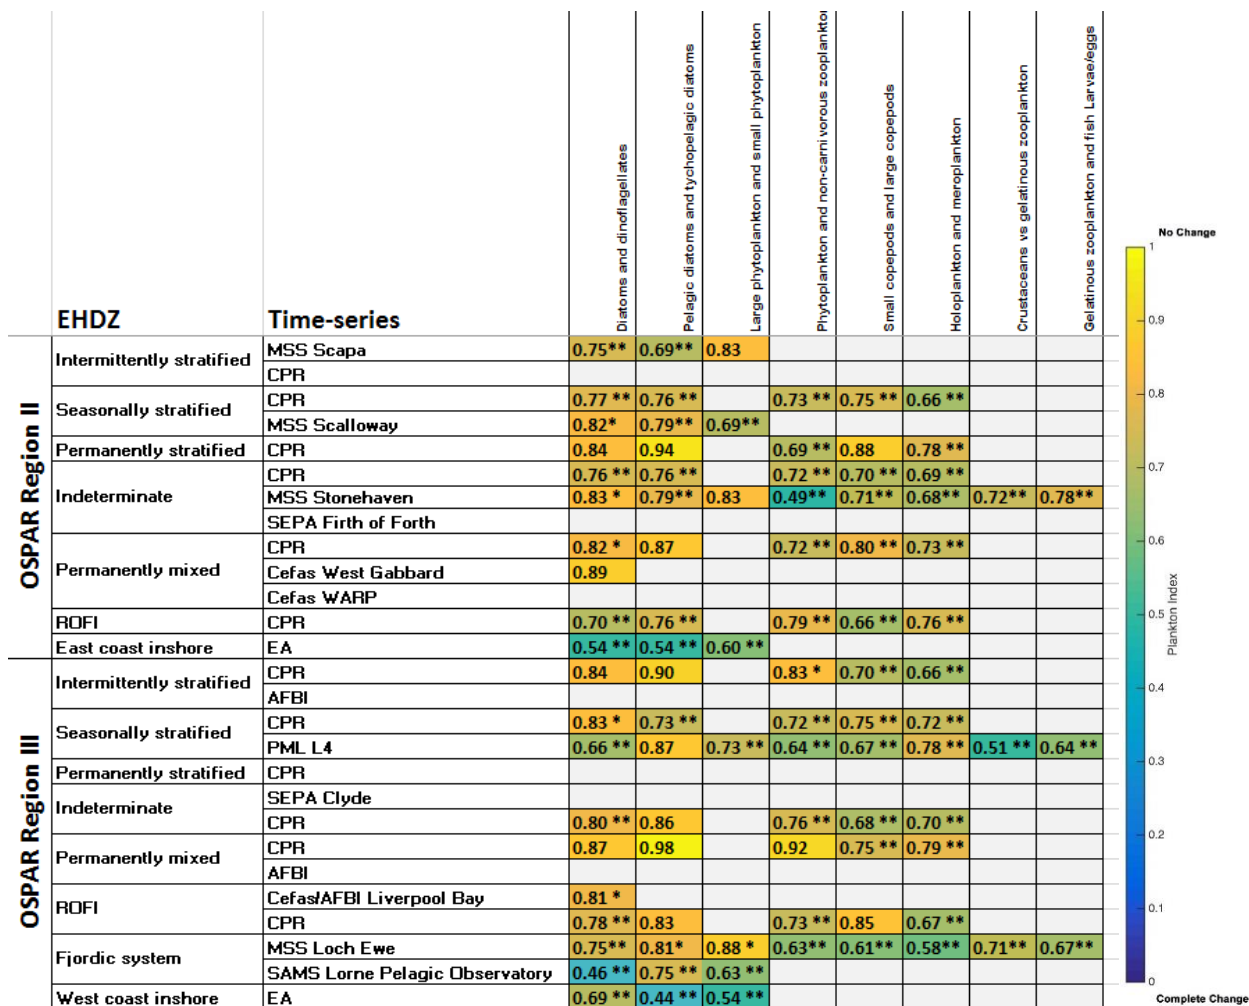 Diatoms and dinoflagellates
Pelagic diatoms and tychopelagic diatoms
Large phytoplankton and small phytoplankton
Phytoplankton and non-carnivorous zooplankto
Small copepods and large copepods
Holoplankton and meroplankton
Crustaceans vs gelatinous zooplankton
Gelatinous zooplankton and fish Larvae/eggs
EHDZ Time-series
OSPAR Region II
Intermittently stratified MSS Scapa 0.75** 0.69** 0.83
CPR
Seasonally stratified CPR 0.77 ** 0.76 ** 0.73 ** 0.75 ** 0.66 **
MSS Scalloway 0.82* 0.79** 0.69**
Permanently stratified CPR 0.84 0.94 0.69 ** 0.88 0.78 **
Indeterminate CPR 0.76 ** 0.76 ** 0.72 ** 0.70 ** 0.69 **
MSS Stonehaven 0.83 * 0.79** 0.83 0.49** 0.71** 0.68** 0.72** 0.78**
SEPA Firth of Forth
Permanently mixed CPR 0.82 * 0.87 0.72 ** 0.80 ** 0.73 **
Cefas West Gabbard 0.89
Cefas WARP
ROFI CPR 0.70 ** 0.76 ** 0.79 ** 0.66 ** 0.76 **
East coast inshore EA 0.54 ** 0.54 ** 0.60 **
OSPAR Region III
Intermittently stratified CPR 0.84 0.90 0.83 * 0.70 ** 0.66 **
AFBI
Seasonally stratified CPR 0.83 * 0.73 ** 0.72 ** 0.75 ** 0.72 **
PML L4 0.66 ** 0.87 0.73 ** 0.64 ** 0.67 ** 0.78 ** 0.51 ** 0.64 **
Permanently stratified CPR
Indeterminate SEPA Clyde
CPR 0.80 ** 0.86 0.76 ** 0.68 ** 0.70 **
Permanently mixed CPR 0.87 0.98 0.92 0.75 ** 0.79 **
AFBI
ROFI Cefas/AFBI Liverpool Bay 0.81 *
CPR 0.78 ** 0.83 0.73 ** 0.85 0.67 **
Fjordic system MSS Loch Ewe 0.75** 0.81* 0.88 * 0.63** 0.61** 0.58** 0.71** 0.67**
SAMS Lorne Pelagic Observatory 0.46 ** 0.75 ** 0.63 **
West coast inshore EA 0.69 ** 0.44 ** 0.54 **
No Change
1
0.9
0.8
0.7
0.6
0.5
0.4
0.3
0.2
0.1
0
Plankton Index
Complete Change